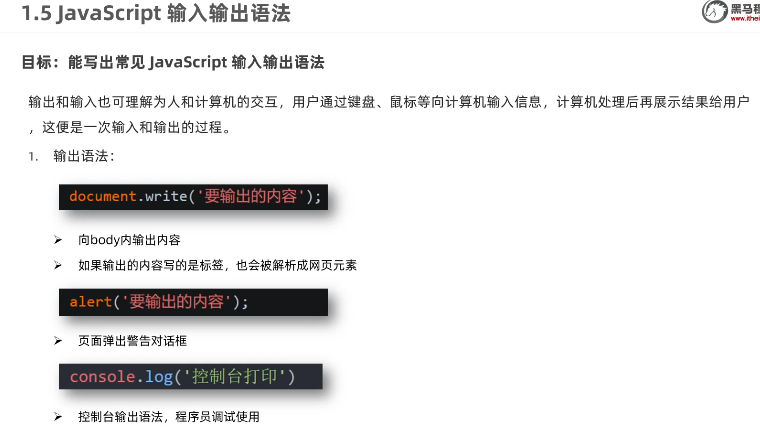 1.5 JavaScript 输入输出语法
黑马程
www.ithei
目标：能写出常见 JavaScript 输入输出语法
输出和输入也可理解为人和计算机的交互，用户通过键盘、鼠标等向计算机输入信息，计算机处理后再展示结果给用户
，这便是一次输入和输出的过程。
1. 输出语法：
document.write('要输出的内容');
➢ 向body内输出内容
➢ 如果输出的内容写的是标签，也会被解析成网页元素
alert('要输出的内容');
➢ 页面弹出警告对话框
console.log('控制台打印')
➢ 控制台输出语法，程序员调试使用